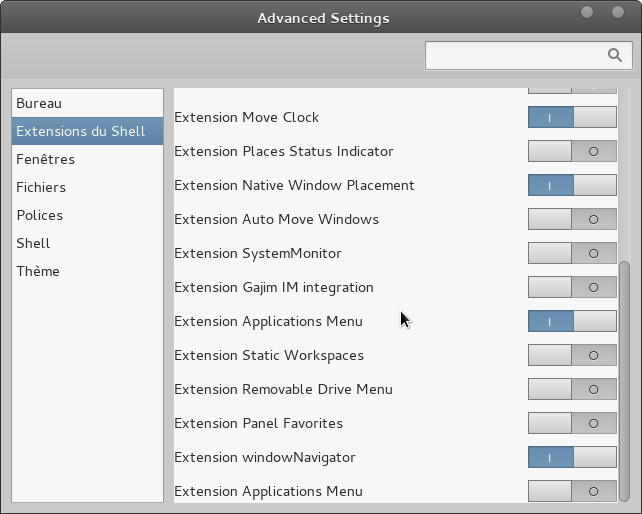 Advanced Settings
Bureau
Extensions du Shell
Fenêtres
Fichiers
Polices
Shell
Thème
Extension Move Clock
Extension Places Status Indicator
Extension Native Window Placement
Extension Auto Move Windows
Extension SystemMonitor
Extension Gajim IM integration
Extension Applications Menu
Extension Static Workspaces
Extension Removable Drive Menu
Extension Panel Favorites
Extension windowNavigator
Extension Applications Menu